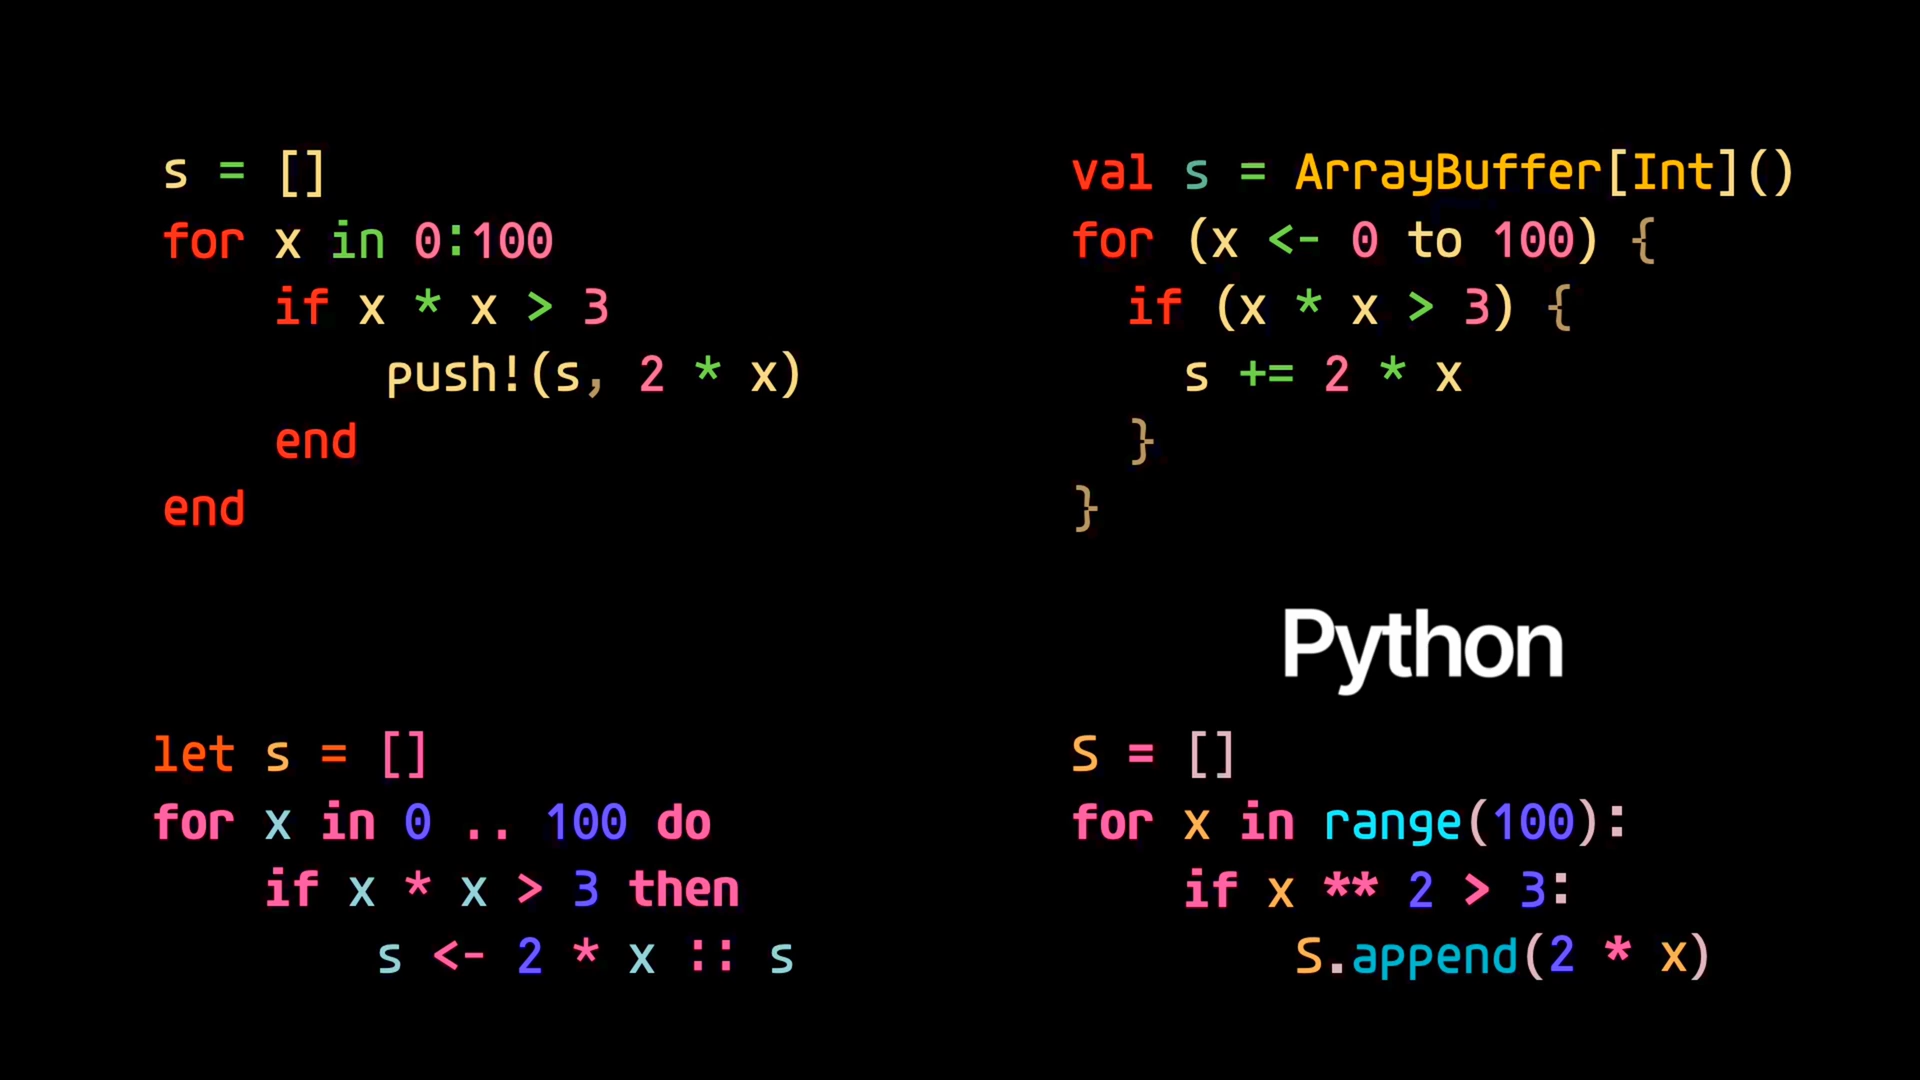 s = []
for x in 0:100
    if x * x > 3
        push!(s, 2 * x)
    end
end
val s = ArrayBuffer[Int]()
for (x <- 0 to 100) {
  if (x * x > 3) {
    s += 2 * x
  }
}
let s = []
for x in 0 .. 100 do
    if x * x > 3 then
        s <- 2 * x :: s
Python
S = []
for x in range(100):
    if x ** 2 > 3:
        S.append(2 * x)